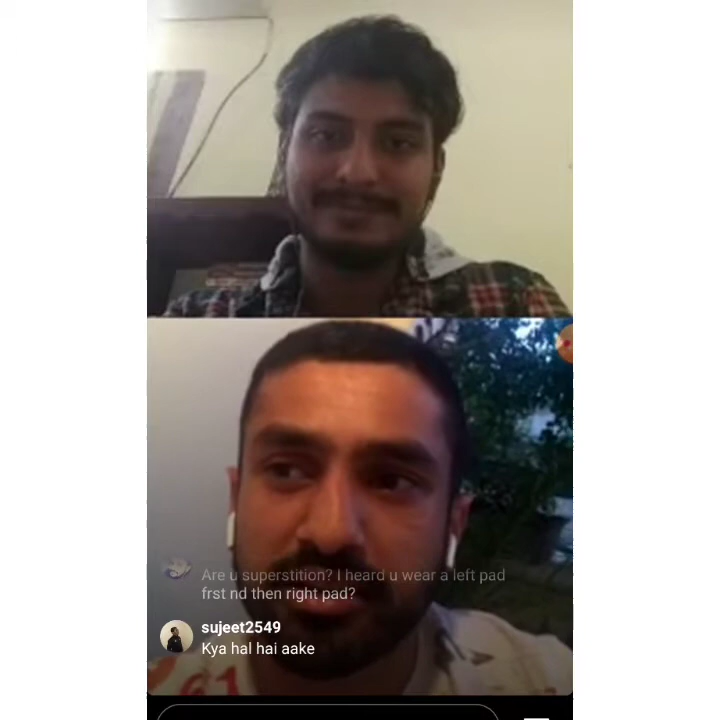 Are u superstition? I heard u wear a left pad
frst nd then right pad?
sujeet2549
Kya hal hai aake